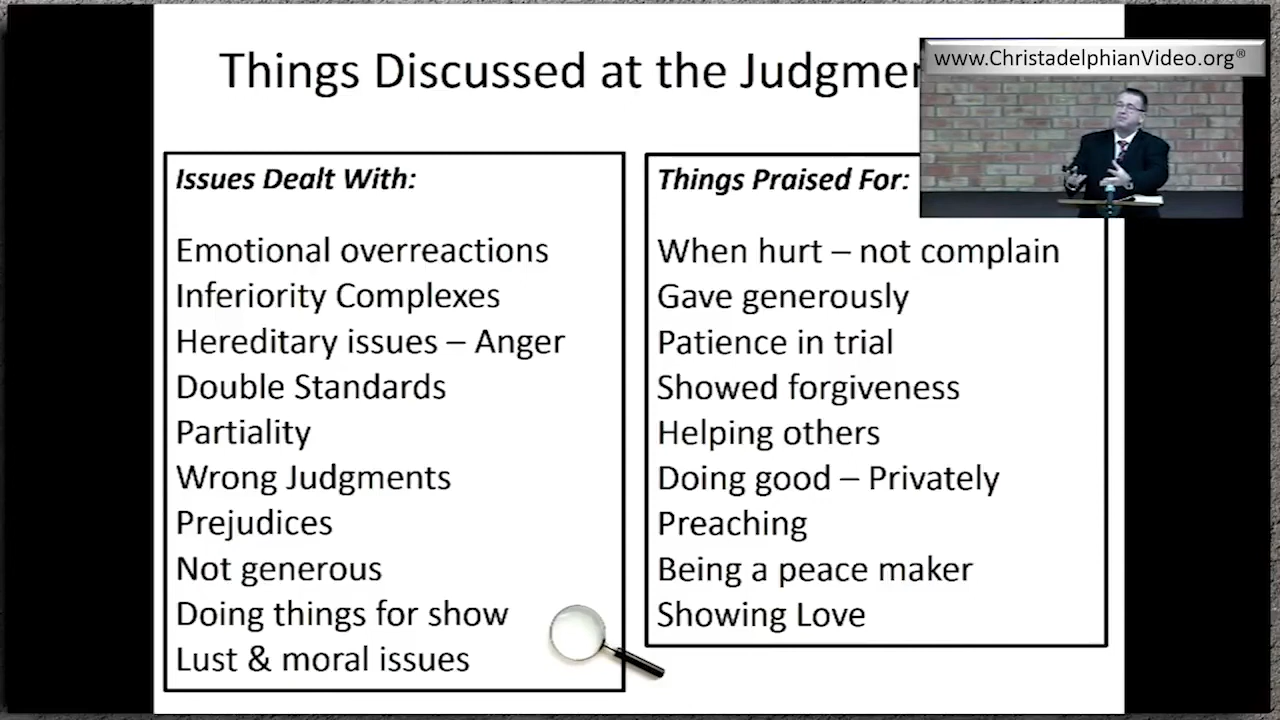 Things Discussed at the Judgmen
www.ChristadelphianVideo.org®
Issues Dealt With:
Emotional overreactions
Inferiority Complexes
Hereditary issues – Anger
Double Standards
Partiality
Wrong Judgments
Prejudices
Not generous
Doing things for show
Lust & moral issues
Things Praised For:
When hurt – not complain
Gave generously
Patience in trial
Showed forgiveness
Helping others
Doing good – Privately
Preaching
Being a peace maker
Showing Love